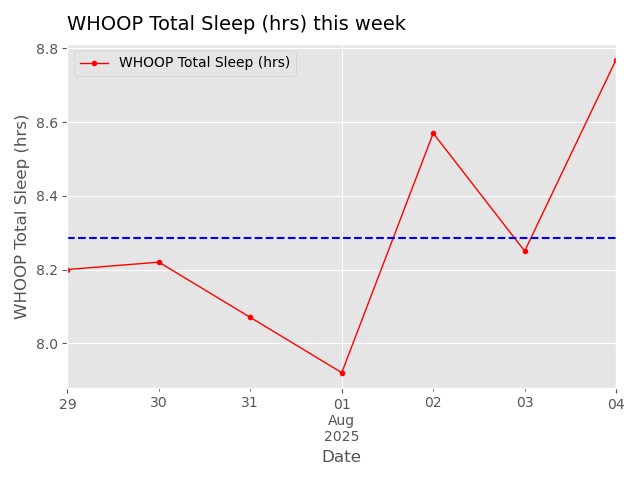 WHOOP Total Sleep (hrs) this week
WHOOP Total Sleep (hrs)
WHOOP Total Sleep (hrs)
8.8
8.6
8.4
8.2
8.0
29 30 31 01 02 03 04
Aug
2025
Date